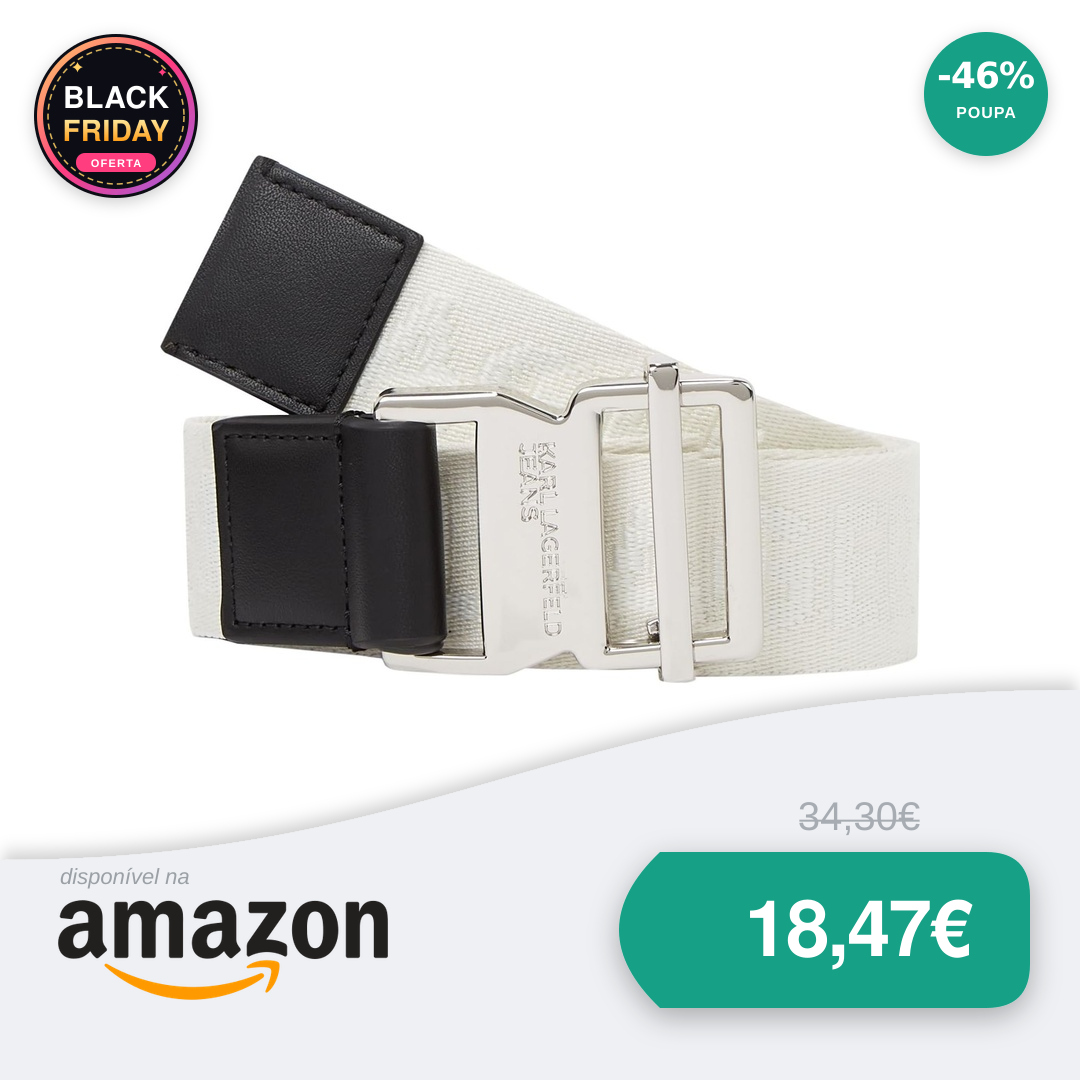 BLACK
FRIDAY
OFERTA
-46%
POUPA
KARL LAGERFELD
JEANS
34,30€
disponível na
amazon
18,47€